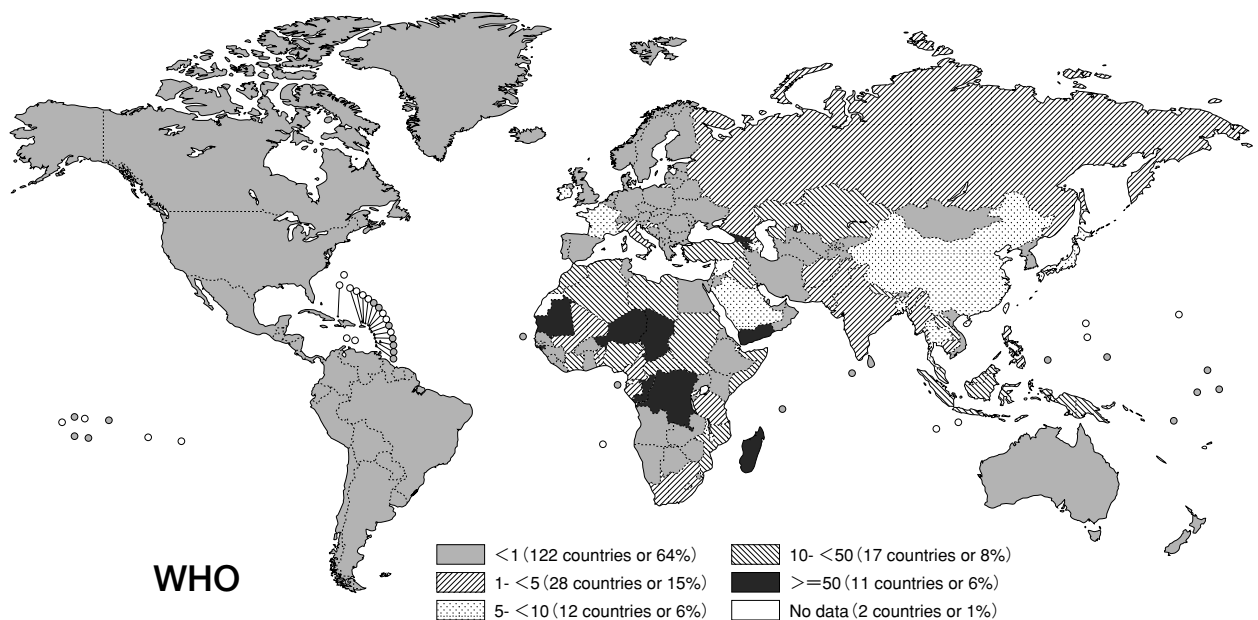 WHO
<1 (122 countries or 64%)
1- <5 (28 countries or 15%)
5- <10 (12 countries or 6%)
10- <50 (17 countries or 8%)
>=50 (11 countries or 6%)
No data (2 countries or 1%)